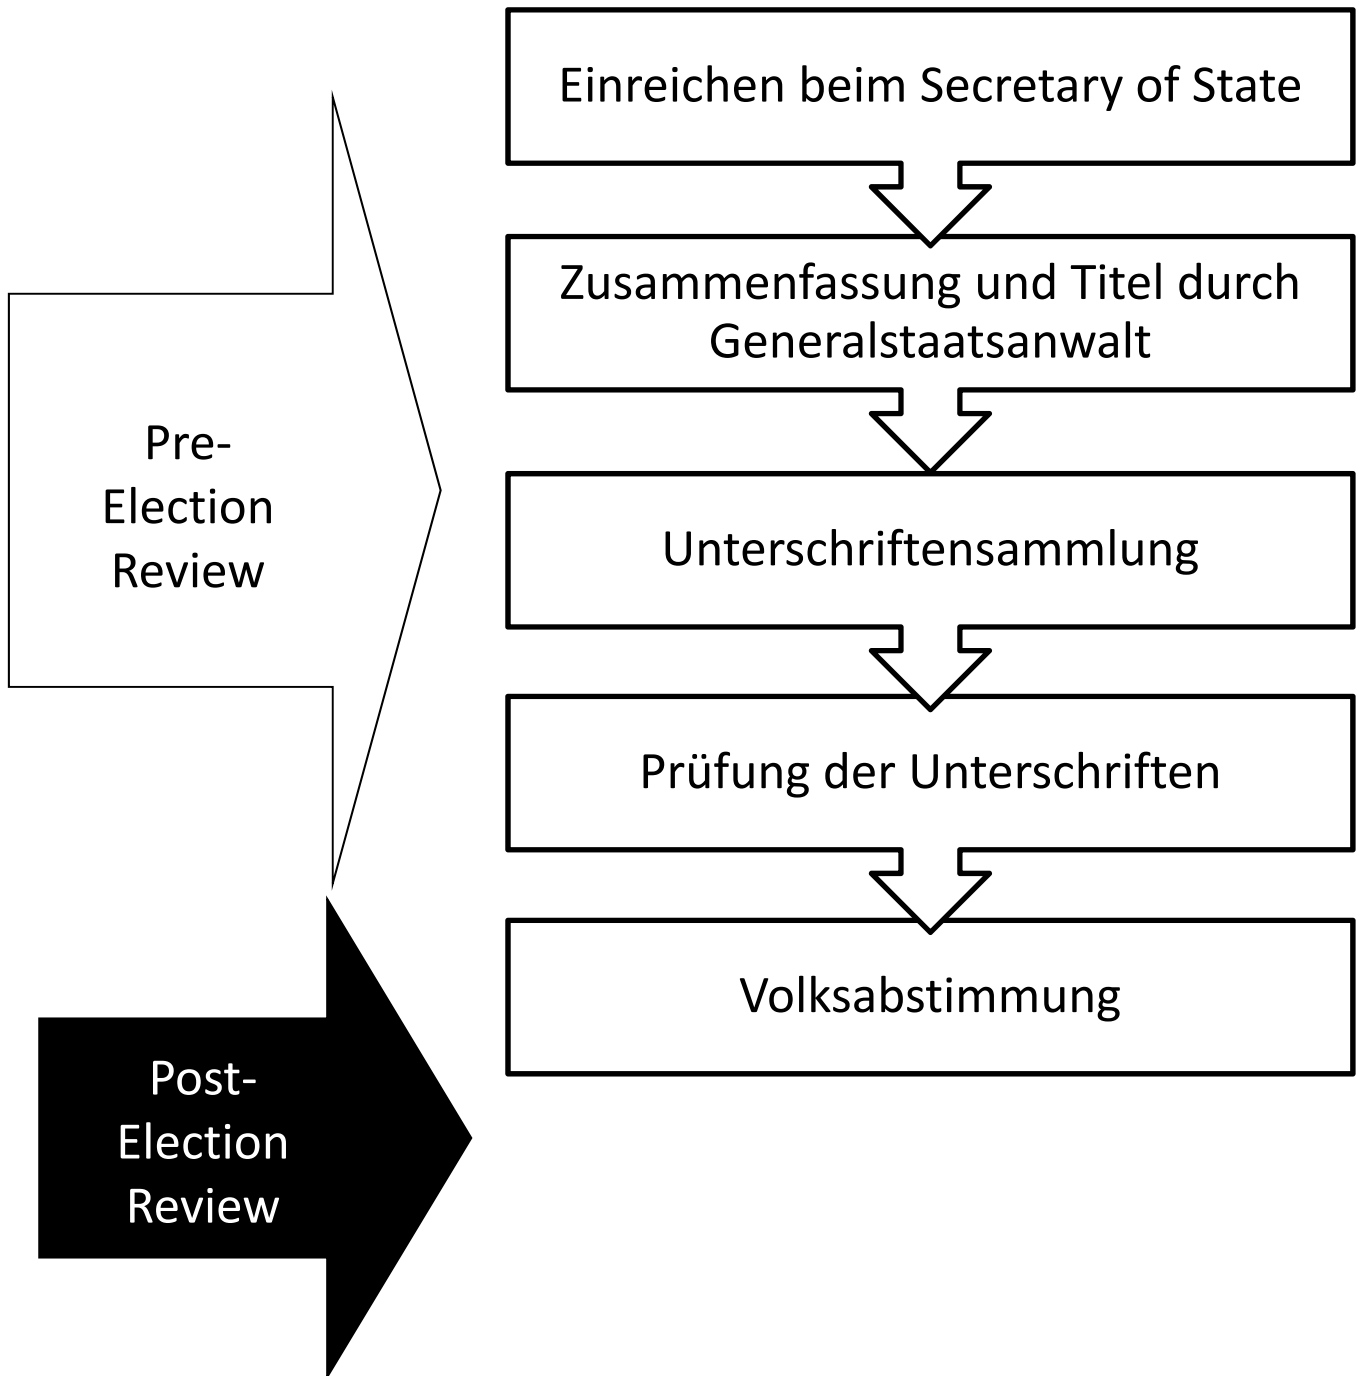 Einreichen beim Secretary of State
Zusammenfassung und Titel durch
Generalstaatsanwalt
Unterschriftensammlung
Prüfung der Unterschriften
Volksabstimmung
Pre-
Election
Review
Post-
Election
Review